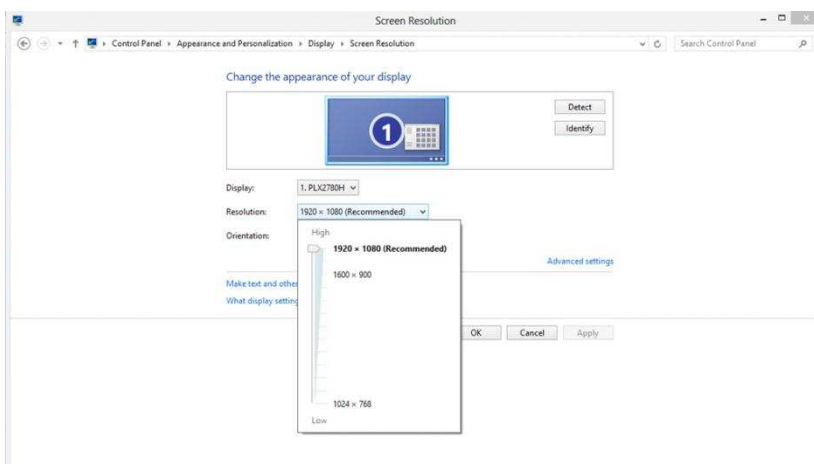 Screen Resolution
Control Panel Appearance and Personalization Display Screen Resolution
Search Control Panel
Change the appearance of your display
1
Detect
Identify
Display: 1. PLX2780H
Resolution: 1920 × 1080 (Recommended)
Orientation:
High
1920 × 1080 (Recommended)
1600 × 900
1024 × 768
Low
Advanced settings
Make text and other
What display setting
OK Cancel Apply